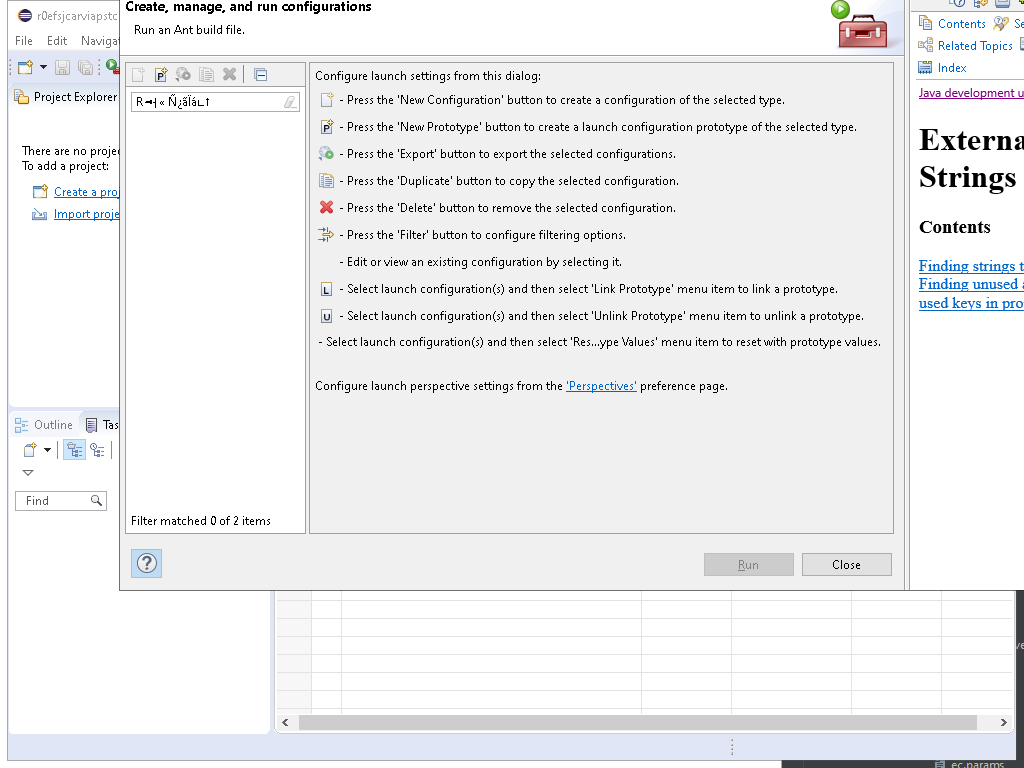 Create, manage, and run configurations
Run an Ant build file.
r0efsjcarviapstc
File Edit Naviga
Project Explorer
There are no proje
To add a project:
Create a proj
Import proje
Outline
Tas
Find
Filter matched 0 of 2 items
Configure launch settings from this dialog:
- Press the 'New Configuration' button to create a configuration of the selected type.
- Press the 'New Prototype' button to create a launch configuration prototype of the selected type.
- Press the 'Export' button to export the selected configurations.
- Press the 'Duplicate' button to copy the selected configuration.
- Press the 'Delete' button to remove the selected configuration.
- Press the 'Filter' button to configure filtering options.
- Edit or view an existing configuration by selecting it.
- Select launch configuration(s) and then select 'Link Prototype' menu item to link a prototype.
- Select launch configuration(s) and then select 'Unlink Prototype' menu item to unlink a prototype.
- Select launch configuration(s) and then select 'Res...ype Values' menu item to reset with prototype values.
Configure launch perspective settings from the 'Perspectives' preference page.
Run
Close
Contents Se
Related Topics
Index
Java development u
Externa
Strings
Contents
Finding strings t
Finding unused a
used keys in pro
ec.params